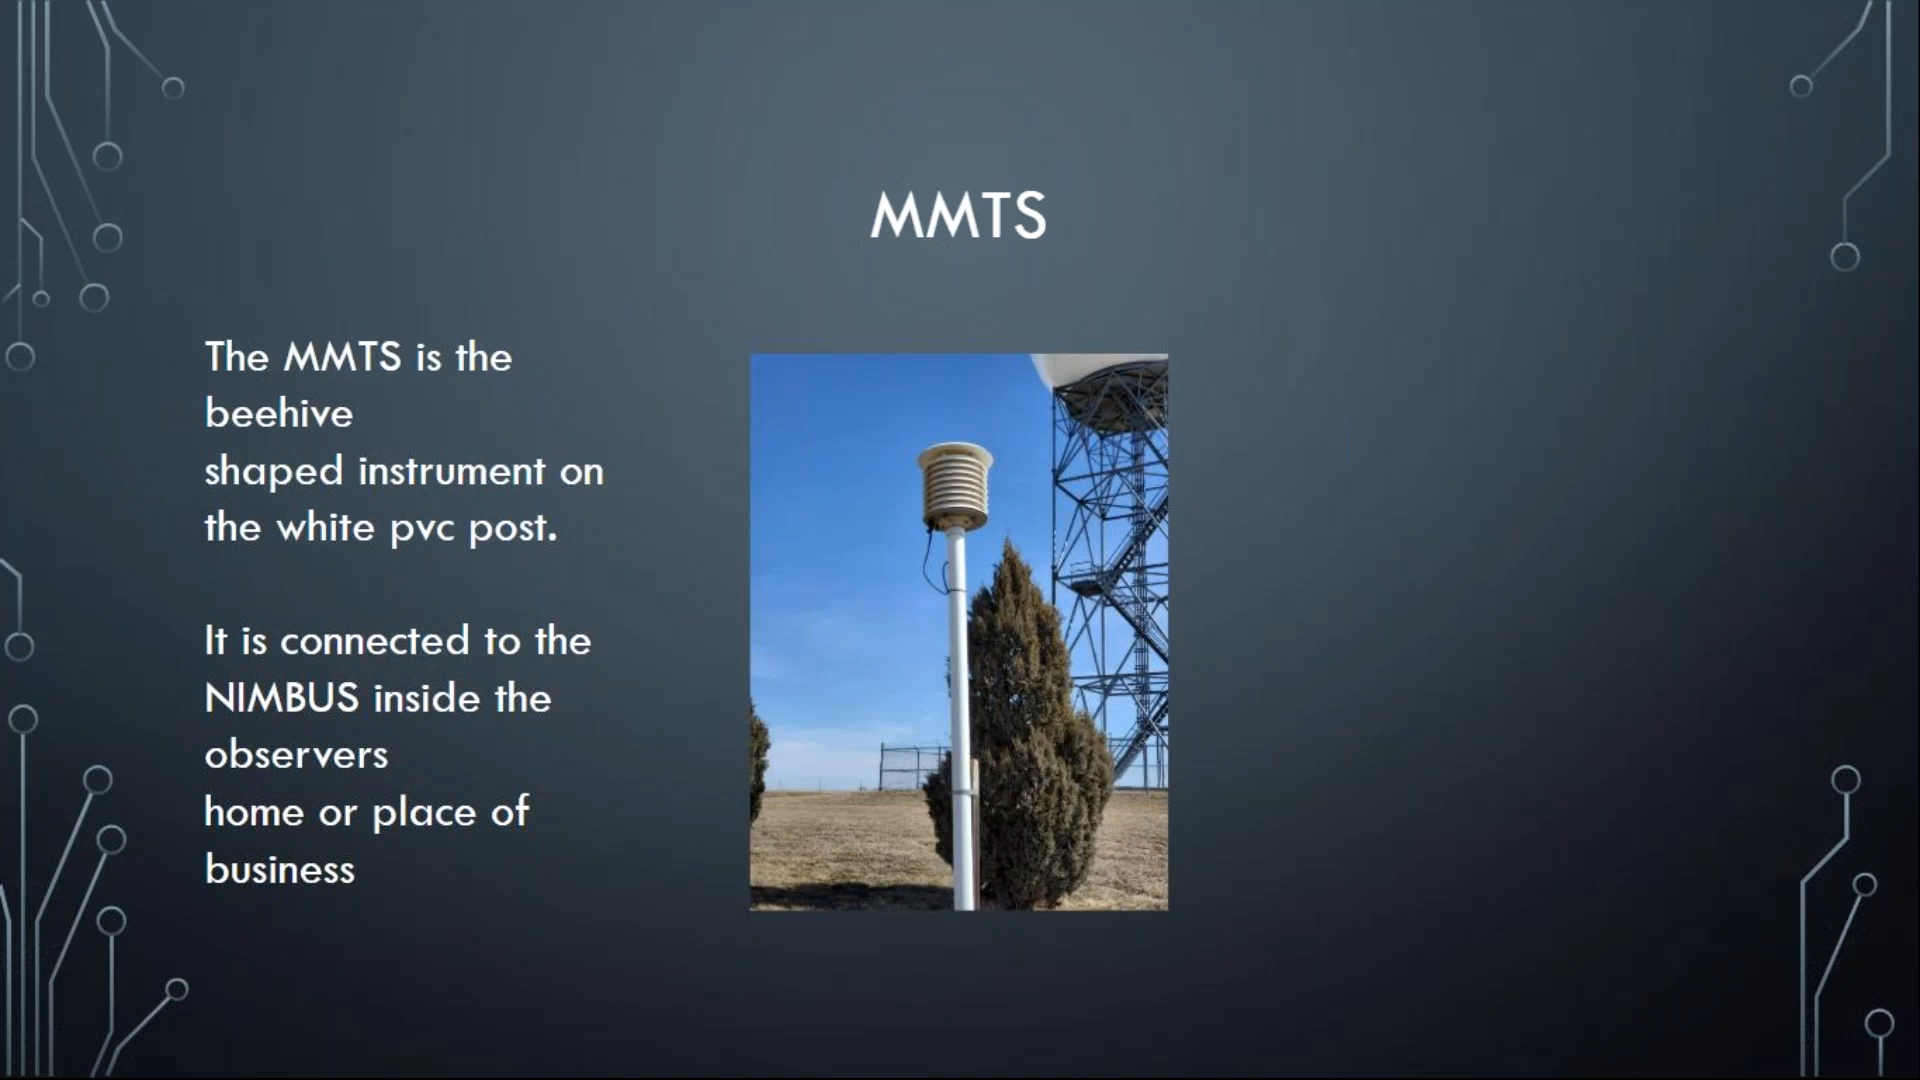 MMTS
The MMTS is the
beehive
shaped instrument on
the white pvc post.
It is connected to the
NIMBUS inside the
observers
home or place of
business